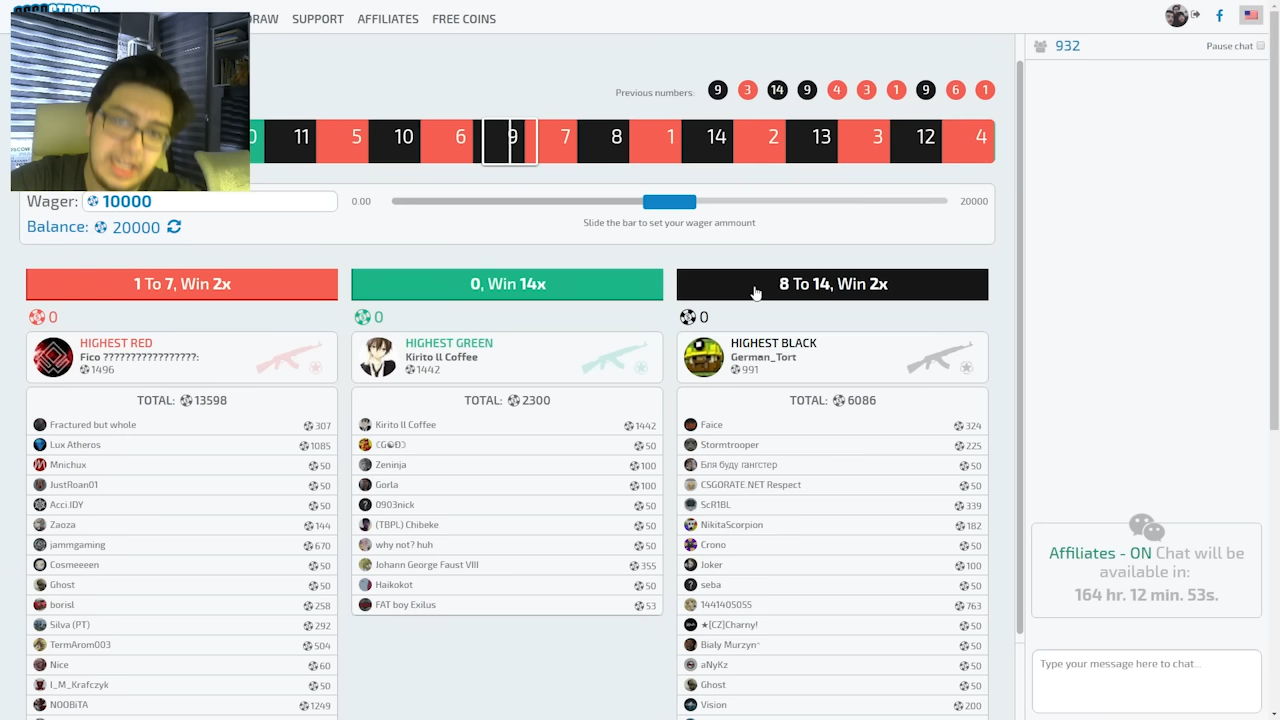 DRAW SUPPORT AFFILIATES FREE COINS
932
Pause chat
Previous numbers: 9 3 14 9 4 3 1 9 6 1
0 11 5 10 6 9 7 8 1 14 2 13 3 12 4
Wager: 10000
0.00
20000
Slide the bar to set your wager ammount
Balance: 20000
1 To 7, Win 2x
0, Win 14x
8 To 14, Win 2x
0
0
0
HIGHEST RED
Fico ?????????????????:
1496
HIGHEST GREEN
Kirito ll Coffee
1442
HIGHEST BLACK
German_Tort
991
TOTAL: 13598
Fractured but whole 307
Lux Atheros 1085
Mnichux 50
JustRoan01 50
Acci.IDY 50
Zaoza 144
jammgaming 670
Cosmeeeen 50
Ghost 50
borisl 258
Silva (PT) 292
TermArom003 504
Nice 60
I_M_Krafczyk 50
NOOBiTA 1249
TOTAL: 2300
Kirito ll Coffee 1442
50
Zeninja 100
Gorla 100
0903nick 50
(TBPL) Chibeke 50
why not? huh 50
Johann George Faust VIII 355
Haikokot 50
FAT boy Exilus 53
TOTAL: 6086
Faice 324
Stormtrooper 225
Бля буду гангстер 50
CSGORATE.NET Respect 50
ScR1BL 339
NikitaScorpion 182
Crono 50
Joker 100
seba 50
1441405055 763
★[CZ]Charny! 50
Bialy Murzyn^ 50
aNyKz 50
Ghost 50
Vision 200
Affiliates - ON Chat will be
available in:
164 hr. 12 min. 53s.
Type your message here to chat...